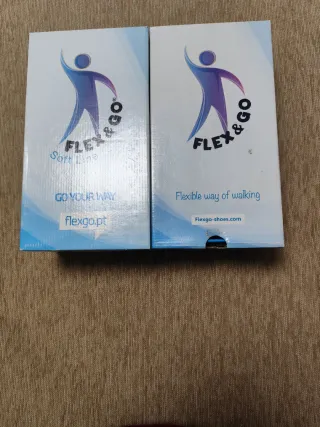 FLEX & GO®
Soft Line
GO YOUR WAY
flexgo.pt
FLEX & GO
Flexible way of walking
flexgo-shoes.com